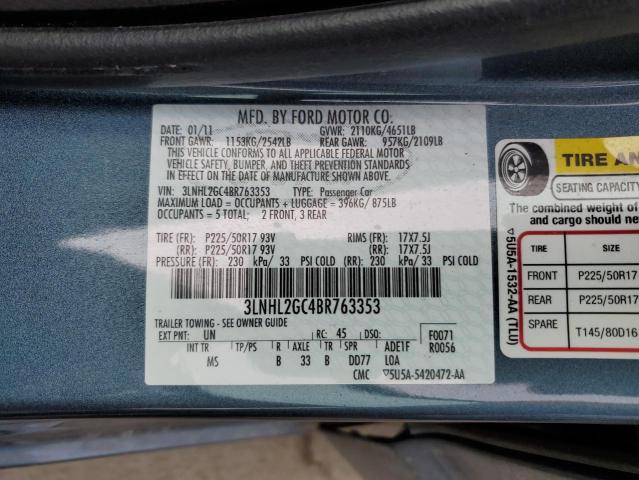 MFD. BY FORD MOTOR CO.
DATE: 01/11 GVWR: 2110KG/4651LB
FRONT GAWR: 1153KG/2542LB REAR GAWR: 957KG/2109LB
THIS VEHICLE CONFORMS TO ALL APPLICABLE FEDERAL MOTOR
VEHICLE SAFETY, BUMPER, AND THEFT PREVENTION STANDARDS
IN EFFECT ON THE DATE OF MANUFACTURE SHOWN ABOVE.
VIN: 3LNHL2GC4BR763353 TYPE: Passenger Car
MAXIMUM LOAD = OCCUPANTS + LUGGAGE = 396KG/ 875LB
OCCUPANTS = 5 TOTAL; 2 FRONT, 3 REAR
TIRE (FR): P225/50R17 93V RIMS (FR): 17X7.5J
(RR): P225/50R17 93V (RR): 17X7.5J
PRESSURE (FR): 230 kPa/ 33 PSI COLD (RR): 230 kPa/ 33 PSI COLD
3LNHL2GC4BR763353
TRAILER TOWING - SEE OWNER GUIDE
EXT PNT: UN RC: 45 DSO: F0071
INT TR TP/PS R AXLE TR SPR ADE1F R0056
MS B 33 B DD77 LOA
CMC ▽5U5A-5420472-AA
▽5U5A-1532-AA (TLU)
TIRE AN
SEATING CAPACITY
The combined weight of
and cargo should ne
TIRE SIZE
FRONT P225/50R17
REAR P225/50R17
SPARE T145/80D16